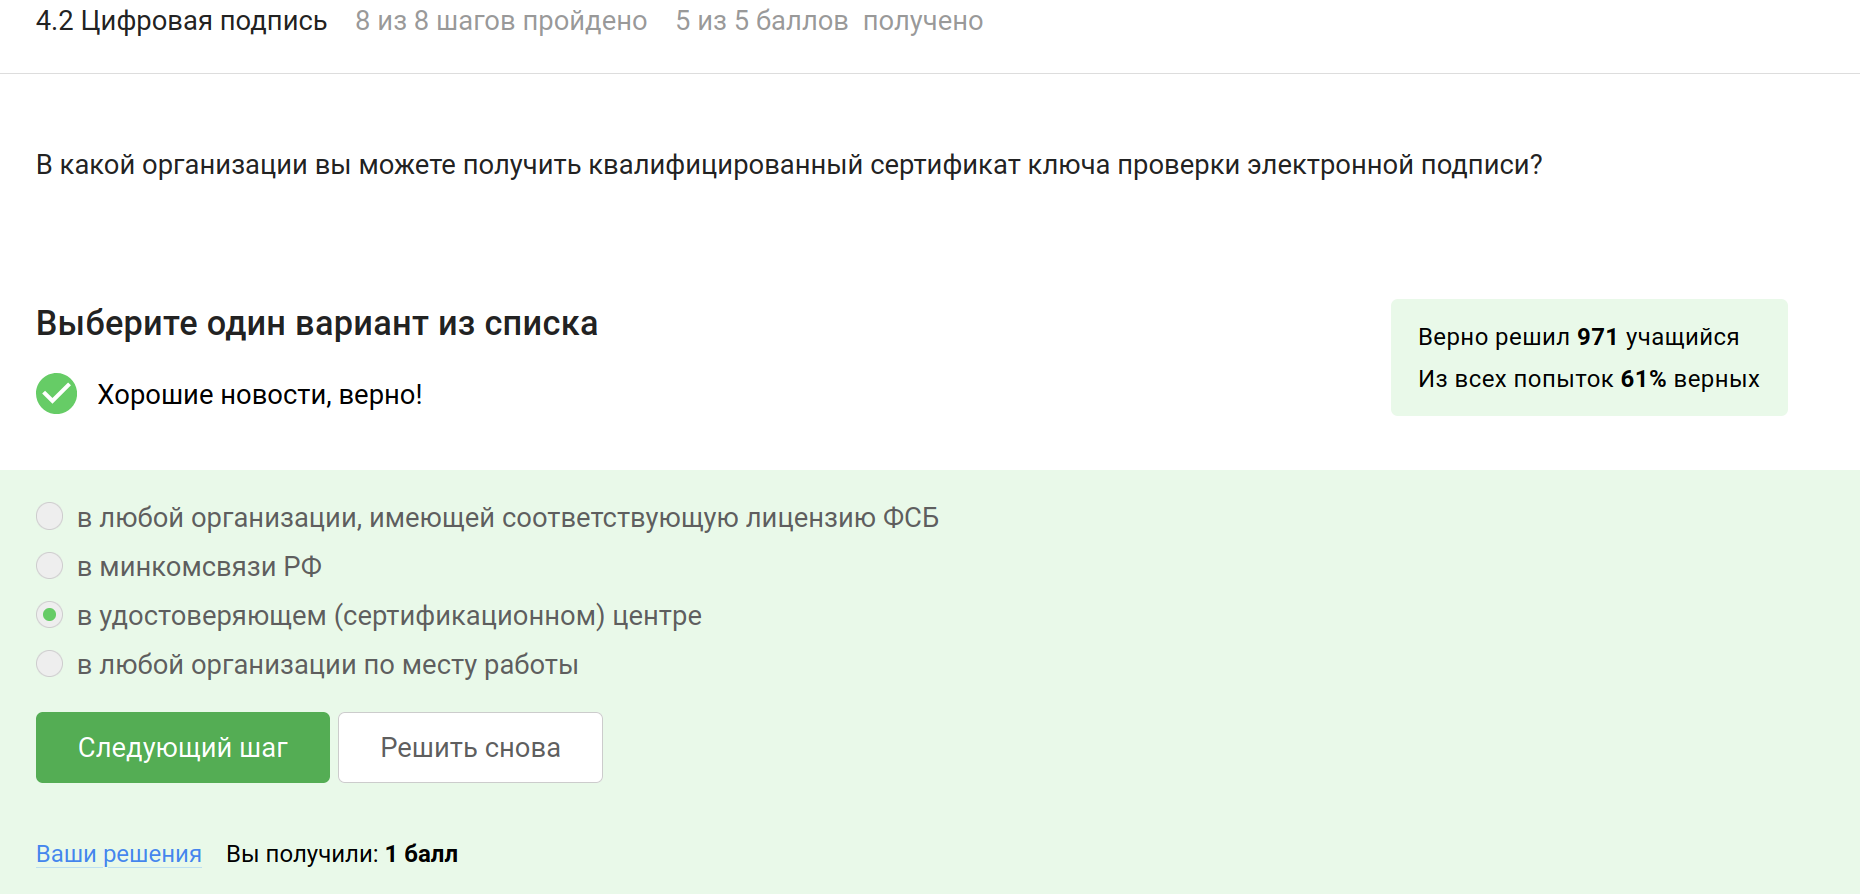 4.2 Цифровая подпись 8 из 8 шагов пройдено 5 из 5 баллов получено
В какой организации вы можете получить квалифицированный сертификат ключа проверки электронной подписи?
Выберите один вариант из списка
Хорошие новости, верно!
Верно решил 971 учащийся
Из всех попыток 61% верных
в любой организации, имеющей соответствующую лицензию ФСБ
в минкомсвязи РФ
в удостоверяющем (сертификационном) центре
в любой организации по месту работы
Следующий шаг Решить снова
Ваши решения Вы получили: 1 балл